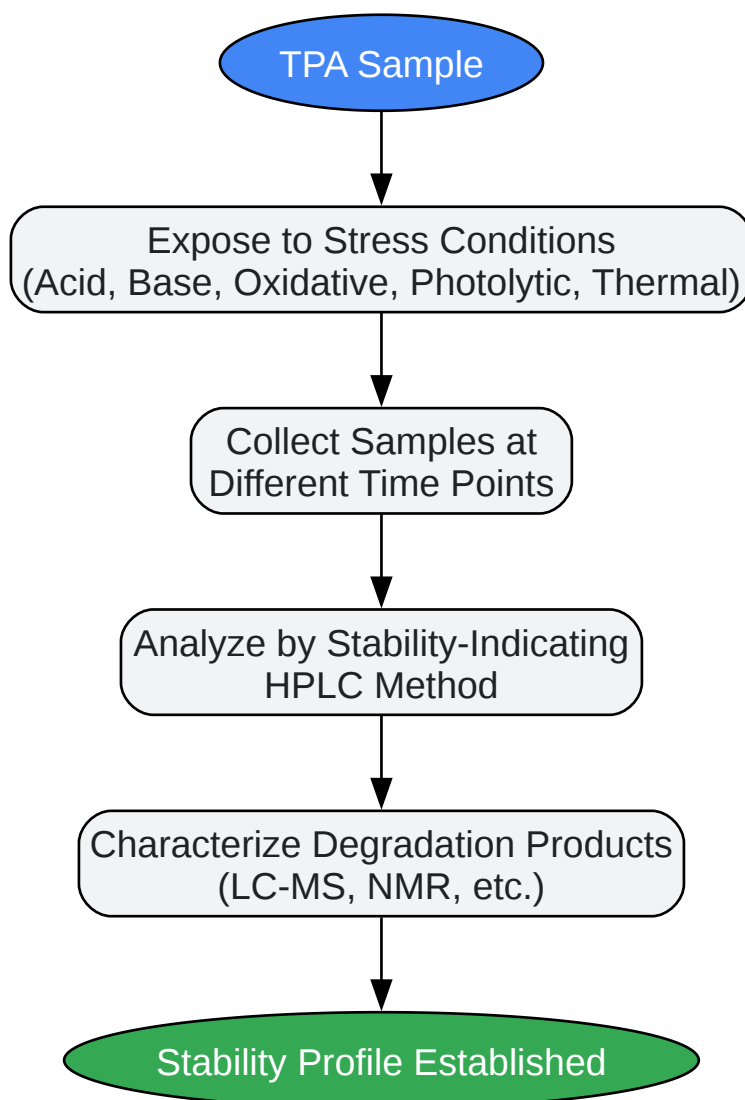 TPA Sample
Expose to Stress Conditions
(Acid, Base, Oxidative, Photolytic, Thermal)
Collect Samples at
Different Time Points
Analyze by Stability-Indicating
HPLC Method
Characterize Degradation Products
(LC-MS, NMR, etc.)
Stability Profile Established